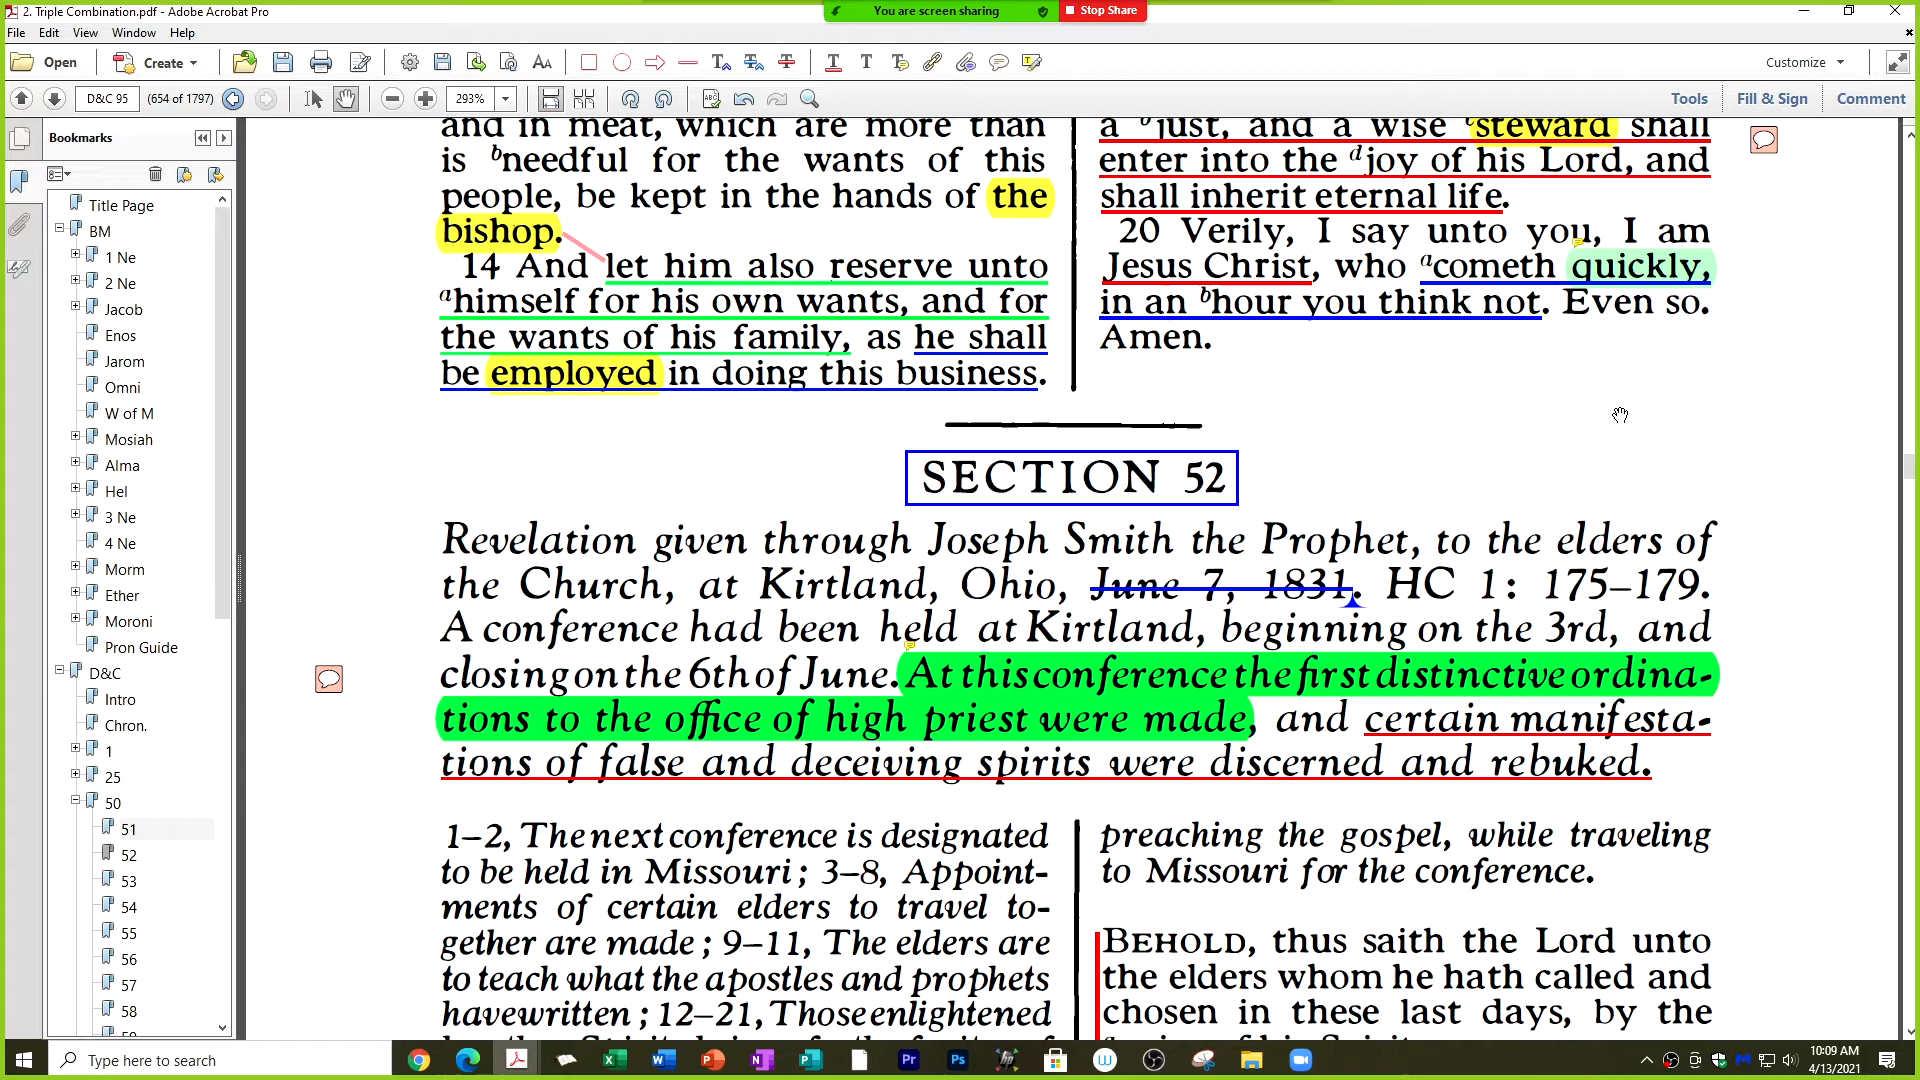 2. Triple Combination.pdf - Adobe Acrobat Pro
You are screen sharing
Stop Share
File Edit View Window Help
Open
Create
Customize
D&C 95
(654 of 1797)
293%
Tools
Fill & Sign
Comment
Bookmarks
Title Page
BM
1 Ne
2 Ne
Jacob
Enos
Jarom
Omni
W of M
Mosiah
Alma
Hel
3 Ne
4 Ne
Morm
Ether
Moroni
Pron Guide
D&C
Intro
Chron.
1
25
50
51
52
53
54
55
56
57
58
and in meat, which are more than
is bneedful for the wants of this
people, be kept in the hands of the
bishop.
14 And let him also reserve unto
ahimself for his own wants, and for
the wants of his family, as he shall
be employed in doing this business.
a bjust, and a wise csteward shall
enter into the djoy of his Lord, and
shall inherit eternal life.
20 Verily, I say unto you, I am
Jesus Christ, who acometh quickly,
in an bhour you think not. Even so.
Amen.
SECTION 52
Revelation given through Joseph Smith the Prophet, to the elders of
the Church, at Kirtland, Ohio, June 7, 1831. HC 1: 175–179.
A conference had been held at Kirtland, beginning on the 3rd, and
closing on the 6th of June. At this conference the first distinctive ordina-
tions to the office of high priest were made, and certain manifesta-
tions of false and deceiving spirits were discerned and rebuked.
1–2, The next conference is designated
to be held in Missouri; 3–8, Appoint-
ments of certain elders to travel to-
gether are made; 9–11, The elders are
to teach what the apostles and prophets
have written; 12–21, Those enlightened
preaching the gospel, while traveling
to Missouri for the conference.
BEHOLD, thus saith the Lord unto
the elders whom he hath called and
chosen in these last days, by the
Type here to search
10:09 AM
4/13/2021